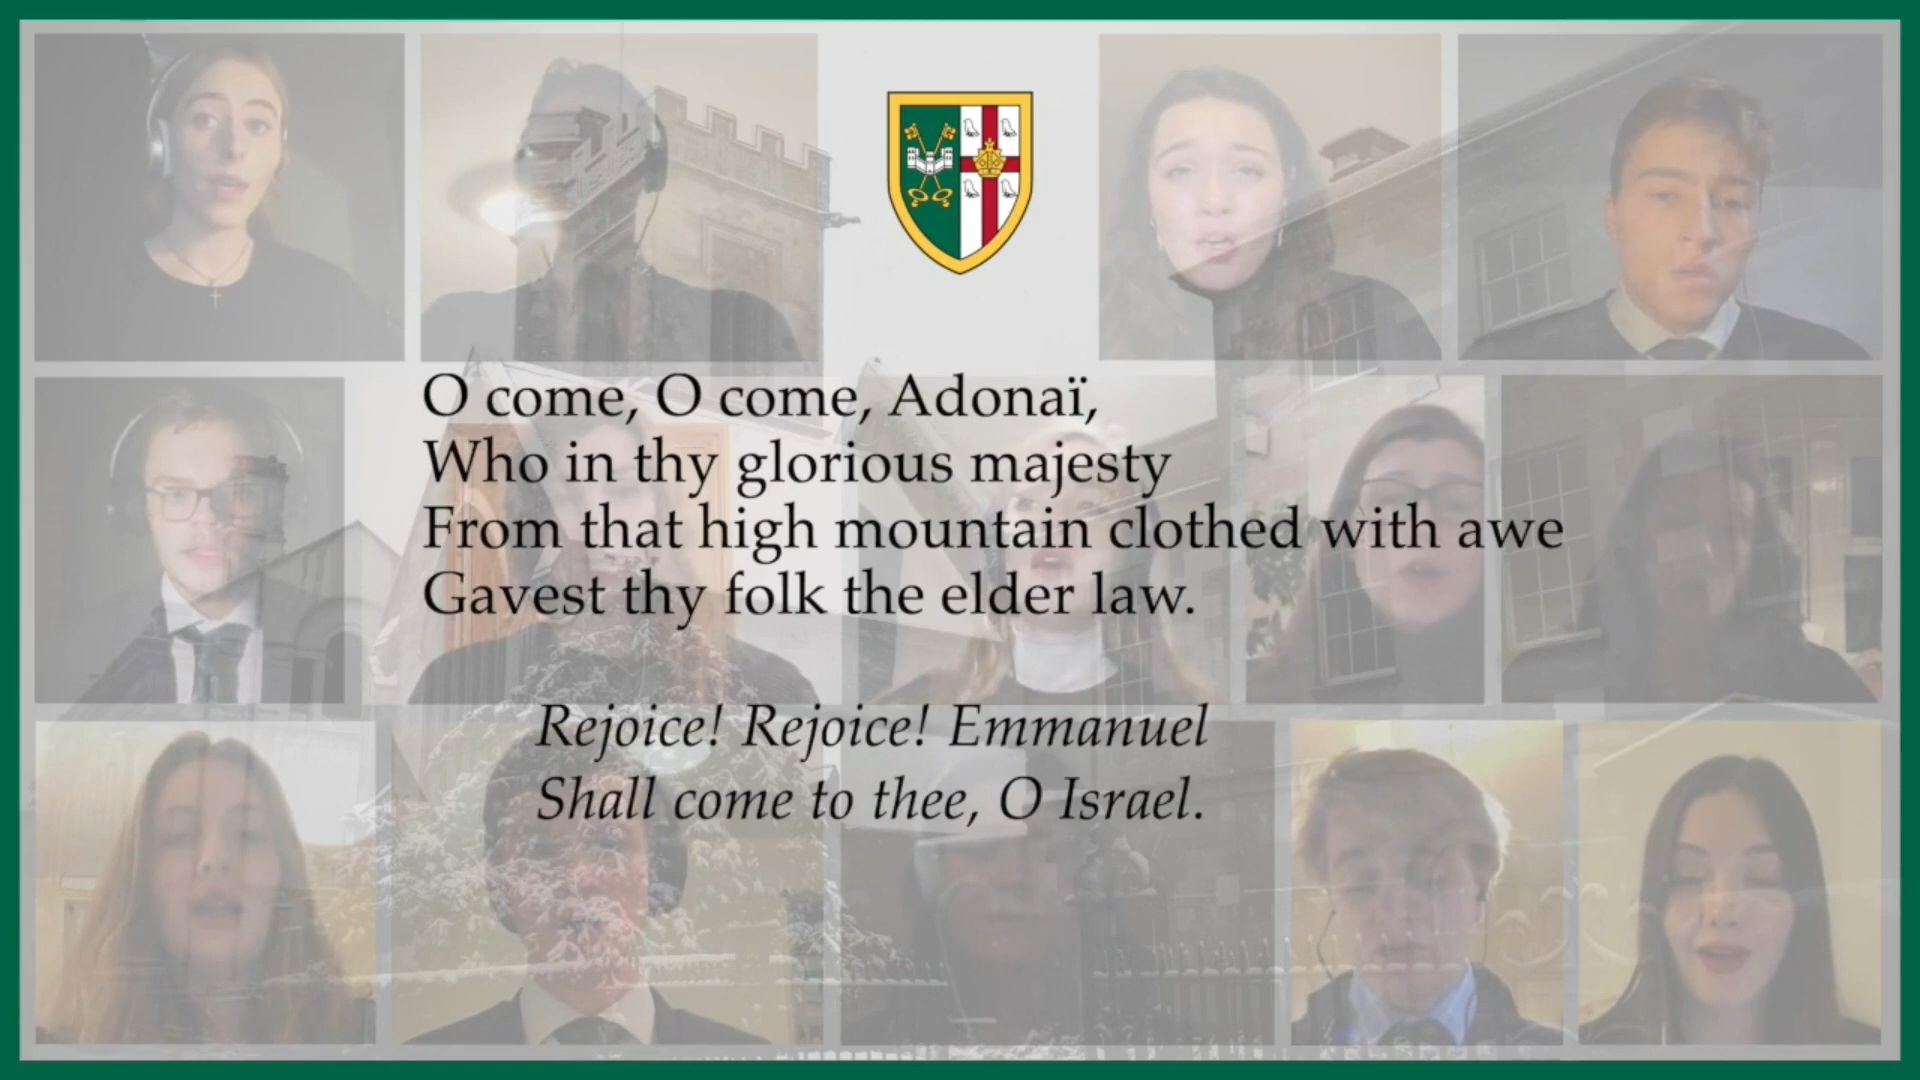 O come, O come, Adonaï,
Who in thy glorious majesty
From that high mountain clothed with awe
Gavest thy folk the elder law.
Rejoice! Rejoice! Emmanuel
Shall come to thee, O Israel.